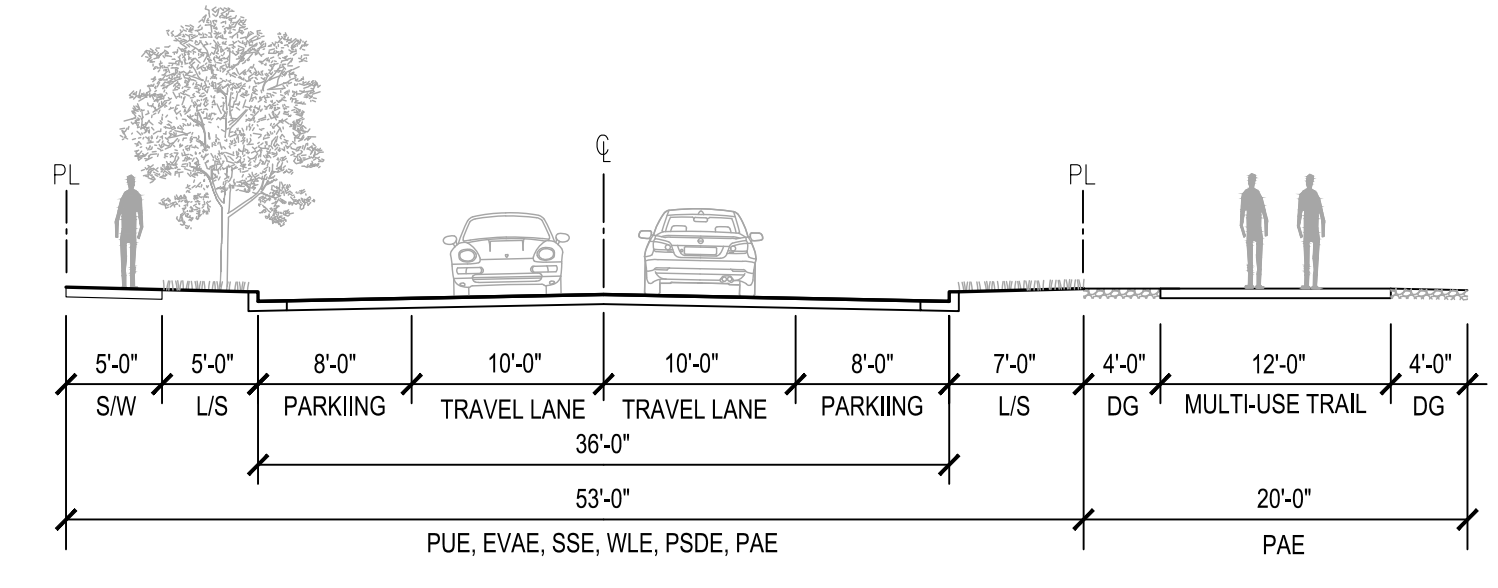 ℄
PL
PL
5'-0" 5'-0" 8'-0" 10'-0" 10'-0" 8'-0" 7'-0" 4'-0" 12'-0" 4'-0"
S/W L/S PARKIING TRAVEL LANE TRAVEL LANE PARKIING L/S DG MULTI-USE TRAIL DG
36'-0"
53'-0" 20'-0"
PUE, EVAE, SSE, WLE, PSDE, PAE PAE